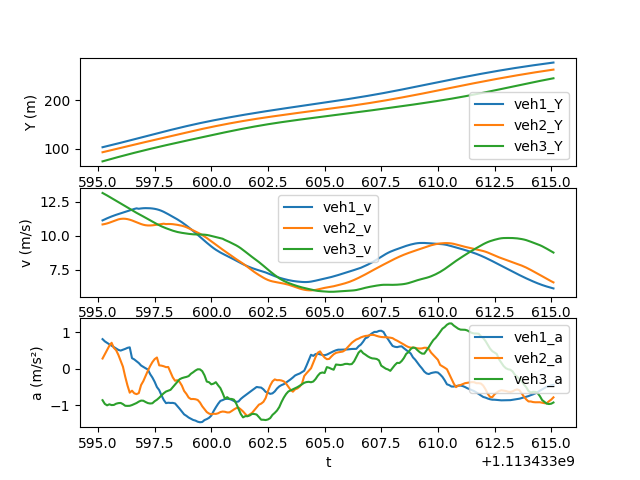 Y (m)
200
100
veh1_Y
veh2_Y
veh3_Y
595.0 597.5 600.0 602.5 605.0 607.5 610.0 612.5 615.0
v (m/s)
12.5
10.0
7.5
veh1_v
veh2_v
veh3_v
595.0 597.5 600.0 602.5 605.0 607.5 610.0 612.5 615.0
a (m/s²)
1
0
−1
veh1_a
veh2_a
veh3_a
595.0 597.5 600.0 602.5 605.0 607.5 610.0 612.5 615.0
t
+1.113433e9